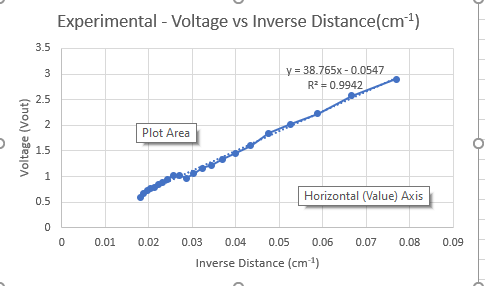 Experimental - Voltage vs Inverse Distance(cm⁻¹)
3.5
3
2.5
2
1.5
1
0.5
0
Voltage (Vout)
y = 38.765x - 0.0547
R² = 0.9942
Plot Area
Horizontal (Value) Axis
0 0.01 0.02 0.03 0.04 0.05 0.06 0.07 0.08 0.09
Inverse Distance (cm⁻¹)